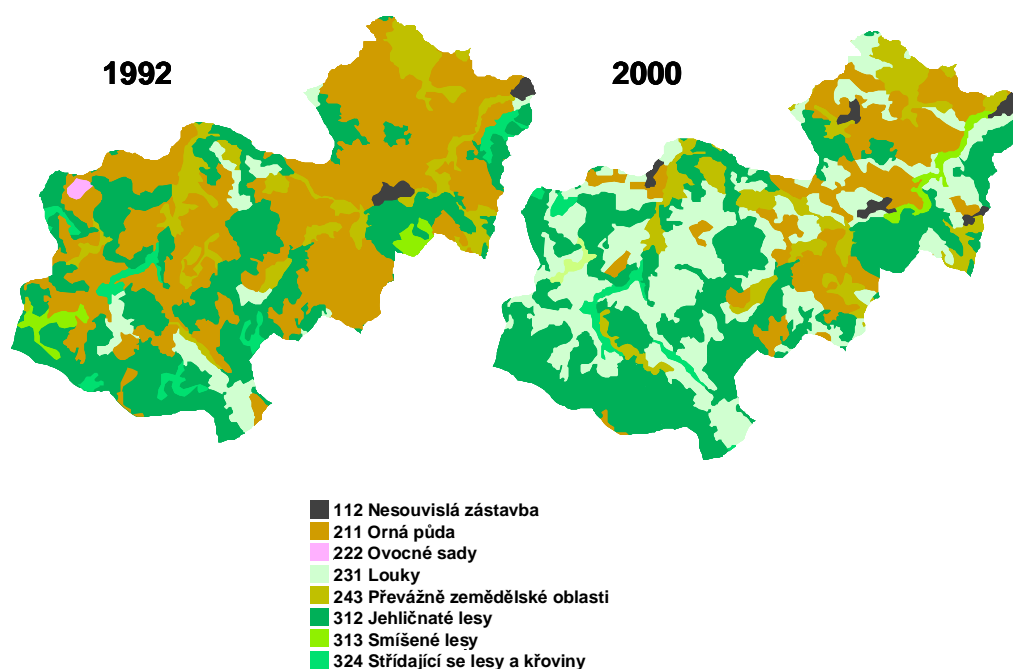 1992
2000
112 Nesouvislá zástavba
211 Orná půda
222 Ovocné sady
231 Louky
243 Převážně zemědělské oblasti
312 Jehličnaté lesy
313 Smíšené lesy
324 Střídající se lesy a křoviny